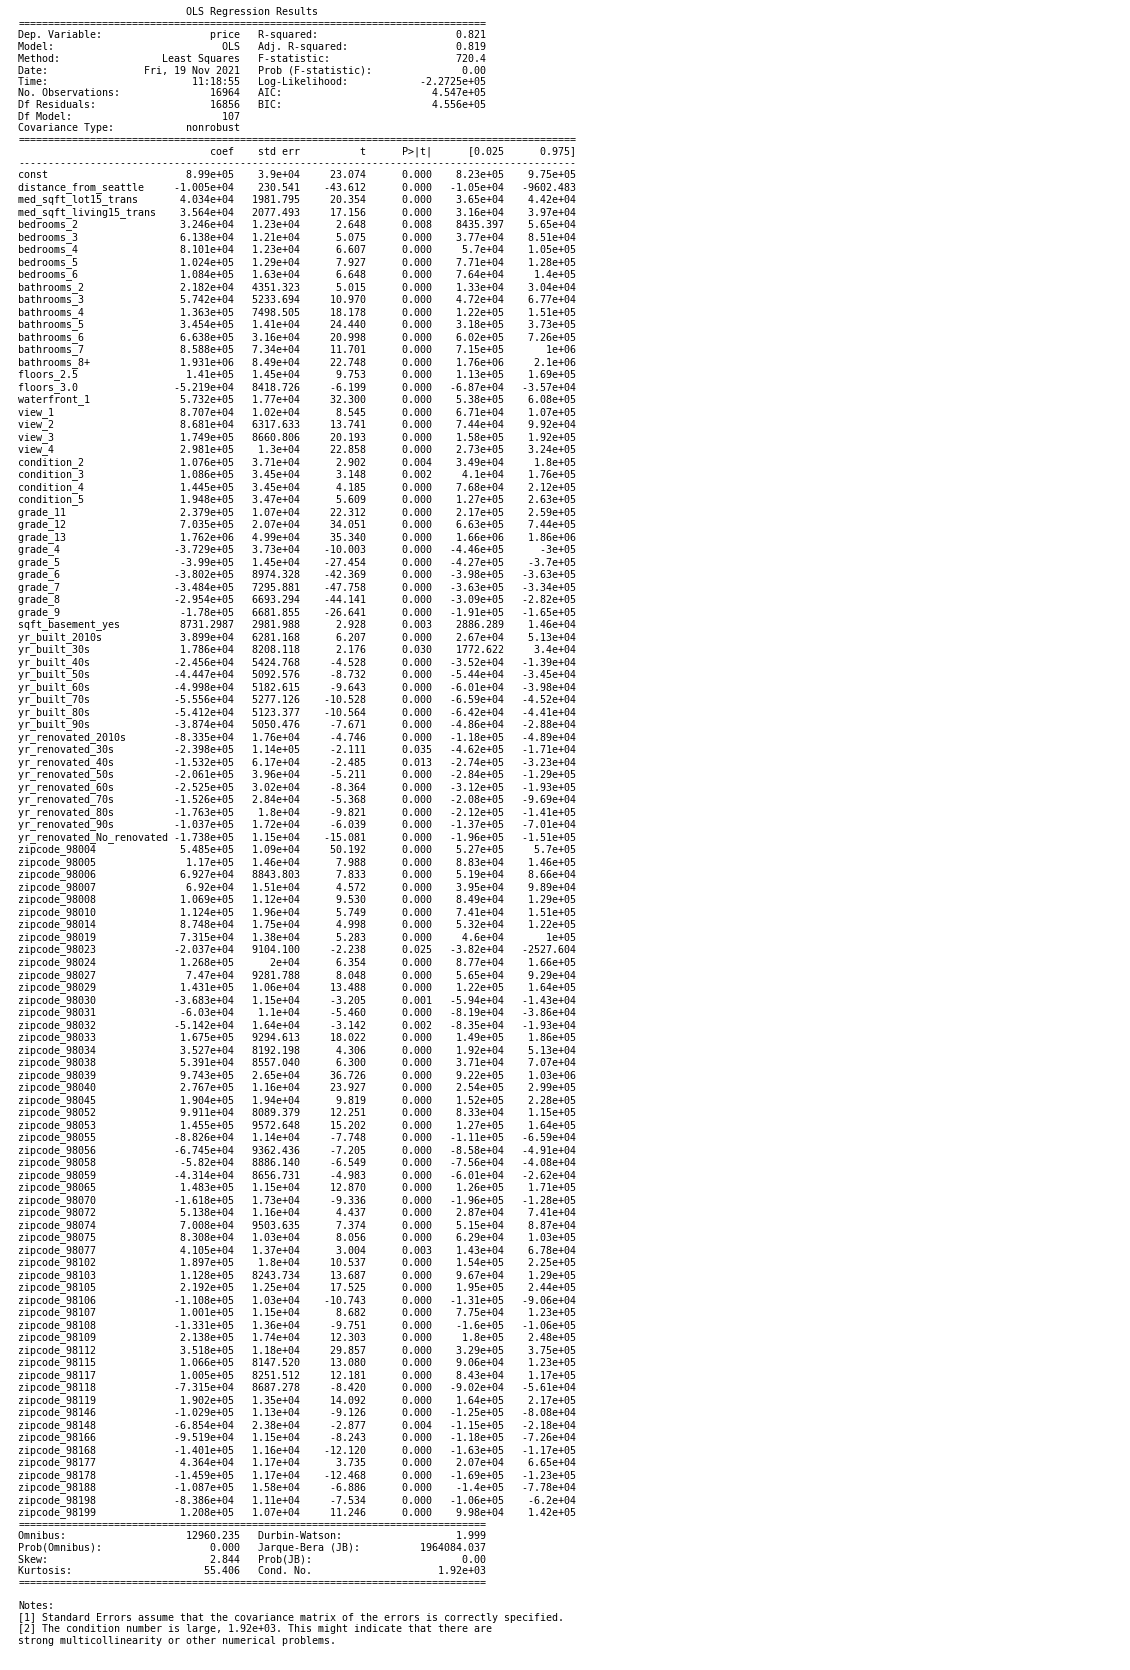 OLS Regression Results
==============================================================================
Dep. Variable: price R-squared: 0.821
Model: OLS Adj. R-squared: 0.819
Method: Least Squares F-statistic: 720.4
Date: Fri, 19 Nov 2021 Prob (F-statistic): 0.00
Time: 11:18:55 Log-Likelihood: -2.2725e+05
No. Observations: 16964 AIC: 4.547e+05
Df Residuals: 16856 BIC: 4.556e+05
Df Model: 107
Covariance Type: nonrobust
=============================================================================================
coef std err t P>|t| [0.025 0.975]
---------------------------------------------------------------------------------------------
const 8.99e+05 3.9e+04 23.074 0.000 8.23e+05 9.75e+05
distance_from_seattle -1.005e+04 230.541 -43.612 0.000 -1.05e+04 -9602.483
med_sqft_lot15_trans 4.034e+04 1981.795 20.354 0.000 3.65e+04 4.42e+04
med_sqft_living15_trans 3.564e+04 2077.493 17.156 0.000 3.16e+04 3.97e+04
bedrooms_2 3.246e+04 1.23e+04 2.648 0.008 8435.397 5.65e+04
bedrooms_3 6.138e+04 1.21e+04 5.075 0.000 3.77e+04 8.51e+04
bedrooms_4 8.101e+04 1.23e+04 6.607 0.000 5.7e+04 1.05e+05
bedrooms_5 1.024e+05 1.29e+04 7.927 0.000 7.71e+04 1.28e+05
bedrooms_6 1.084e+05 1.63e+04 6.648 0.000 7.64e+04 1.4e+05
bathrooms_2 2.182e+04 4351.323 5.015 0.000 1.33e+04 3.04e+04
bathrooms_3 5.742e+04 5233.694 10.970 0.000 4.72e+04 6.77e+04
bathrooms_4 1.363e+05 7498.505 18.178 0.000 1.22e+05 1.51e+05
bathrooms_5 3.454e+05 1.41e+04 24.440 0.000 3.18e+05 3.73e+05
bathrooms_6 6.638e+05 3.16e+04 20.998 0.000 6.02e+05 7.26e+05
bathrooms_7 8.588e+05 7.34e+04 11.701 0.000 7.15e+05 1e+06
bathrooms_8+ 1.931e+06 8.49e+04 22.748 0.000 1.76e+06 2.1e+06
floors_2.5 1.41e+05 1.45e+04 9.753 0.000 1.13e+05 1.69e+05
floors_3.0 -5.219e+04 8418.726 -6.199 0.000 -6.87e+04 -3.57e+04
waterfront_1 5.732e+05 1.77e+04 32.300 0.000 5.38e+05 6.08e+05
view_1 8.707e+04 1.02e+04 8.545 0.000 6.71e+04 1.07e+05
view_2 8.681e+04 6317.633 13.741 0.000 7.44e+04 9.92e+04
view_3 1.749e+05 8660.806 20.193 0.000 1.58e+05 1.92e+05
view_4 2.981e+05 1.3e+04 22.858 0.000 2.73e+05 3.24e+05
condition_2 1.076e+05 3.71e+04 2.902 0.004 3.49e+04 1.8e+05
condition_3 1.086e+05 3.45e+04 3.148 0.002 4.1e+04 1.76e+05
condition_4 1.445e+05 3.45e+04 4.185 0.000 7.68e+04 2.12e+05
condition_5 1.948e+05 3.47e+04 5.609 0.000 1.27e+05 2.63e+05
grade_11 2.379e+05 1.07e+04 22.312 0.000 2.17e+05 2.59e+05
grade_12 7.035e+05 2.07e+04 34.051 0.000 6.63e+05 7.44e+05
grade_13 1.762e+06 4.99e+04 35.340 0.000 1.66e+06 1.86e+06
grade_4 -3.729e+05 3.73e+04 -10.003 0.000 -4.46e+05 -3e+05
grade_5 -3.99e+05 1.45e+04 -27.454 0.000 -4.27e+05 -3.7e+05
grade_6 -3.802e+05 8974.328 -42.369 0.000 -3.98e+05 -3.63e+05
grade_7 -3.484e+05 7295.881 -47.758 0.000 -3.63e+05 -3.34e+05
grade_8 -2.954e+05 6693.294 -44.141 0.000 -3.09e+05 -2.82e+05
grade_9 -1.78e+05 6681.855 -26.641 0.000 -1.91e+05 -1.65e+05
sqft_basement_yes 8731.2987 2981.988 2.928 0.003 2886.289 1.46e+04
yr_built_2010s 3.899e+04 6281.168 6.207 0.000 2.67e+04 5.13e+04
yr_built_30s 1.786e+04 8208.118 2.176 0.030 1772.622 3.4e+04
yr_built_40s -2.456e+04 5424.768 -4.528 0.000 -3.52e+04 -1.39e+04
yr_built_50s -4.447e+04 5092.576 -8.732 0.000 -5.44e+04 -3.45e+04
yr_built_60s -4.998e+04 5182.615 -9.643 0.000 -6.01e+04 -3.98e+04
yr_built_70s -5.556e+04 5277.126 -10.528 0.000 -6.59e+04 -4.52e+04
yr_built_80s -5.412e+04 5123.377 -10.564 0.000 -6.42e+04 -4.41e+04
yr_built_90s -3.874e+04 5050.476 -7.671 0.000 -4.86e+04 -2.88e+04
yr_renovated_2010s -8.335e+04 1.76e+04 -4.746 0.000 -1.18e+05 -4.89e+04
yr_renovated_30s -2.398e+05 1.14e+05 -2.111 0.035 -4.62e+05 -1.71e+04
yr_renovated_40s -1.532e+05 6.17e+04 -2.485 0.013 -2.74e+05 -3.23e+04
yr_renovated_50s -2.061e+05 3.96e+04 -5.211 0.000 -2.84e+05 -1.29e+05
yr_renovated_60s -2.525e+05 3.02e+04 -8.364 0.000 -3.12e+05 -1.93e+05
yr_renovated_70s -1.526e+05 2.84e+04 -5.368 0.000 -2.08e+05 -9.69e+04
yr_renovated_80s -1.763e+05 1.8e+04 -9.821 0.000 -2.12e+05 -1.41e+05
yr_renovated_90s -1.037e+05 1.72e+04 -6.039 0.000 -1.37e+05 -7.01e+04
yr_renovated_No_renovated -1.738e+05 1.15e+04 -15.081 0.000 -1.96e+05 -1.51e+05
zipcode_98004 5.485e+05 1.09e+04 50.192 0.000 5.27e+05 5.7e+05
zipcode_98005 1.17e+05 1.46e+04 7.988 0.000 8.83e+04 1.46e+05
zipcode_98006 6.927e+04 8843.803 7.833 0.000 5.19e+04 8.66e+04
zipcode_98007 6.92e+04 1.51e+04 4.572 0.000 3.95e+04 9.89e+04
zipcode_98008 1.069e+05 1.12e+04 9.530 0.000 8.49e+04 1.29e+05
zipcode_98010 1.124e+05 1.96e+04 5.749 0.000 7.41e+04 1.51e+05
zipcode_98014 8.748e+04 1.75e+04 4.998 0.000 5.32e+04 1.22e+05
zipcode_98019 7.315e+04 1.38e+04 5.283 0.000 4.6e+04 1e+05
zipcode_98023 -2.037e+04 9104.100 -2.238 0.025 -3.82e+04 -2527.604
zipcode_98024 1.268e+05 2e+04 6.354 0.000 8.77e+04 1.66e+05
zipcode_98027 7.47e+04 9281.788 8.048 0.000 5.65e+04 9.29e+04
zipcode_98029 1.431e+05 1.06e+04 13.488 0.000 1.22e+05 1.64e+05
zipcode_98030 -3.683e+04 1.15e+04 -3.205 0.001 -5.94e+04 -1.43e+04
zipcode_98031 -6.03e+04 1.1e+04 -5.460 0.000 -8.19e+04 -3.86e+04
zipcode_98032 -5.142e+04 1.64e+04 -3.142 0.002 -8.35e+04 -1.93e+04
zipcode_98033 1.675e+05 9294.613 18.022 0.000 1.49e+05 1.86e+05
zipcode_98034 3.527e+04 8192.198 4.306 0.000 1.92e+04 5.13e+04
zipcode_98038 5.391e+04 8557.040 6.300 0.000 3.71e+04 7.07e+04
zipcode_98039 9.743e+05 2.65e+04 36.726 0.000 9.22e+05 1.03e+06
zipcode_98040 2.767e+05 1.16e+04 23.927 0.000 2.54e+05 2.99e+05
zipcode_98045 1.904e+05 1.94e+04 9.819 0.000 1.52e+05 2.28e+05
zipcode_98052 9.911e+04 8089.379 12.251 0.000 8.33e+04 1.15e+05
zipcode_98053 1.455e+05 9572.648 15.202 0.000 1.27e+05 1.64e+05
zipcode_98055 -8.826e+04 1.14e+04 -7.748 0.000 -1.11e+05 -6.59e+04
zipcode_98056 -6.745e+04 9362.436 -7.205 0.000 -8.58e+04 -4.91e+04
zipcode_98058 -5.82e+04 8886.140 -6.549 0.000 -7.56e+04 -4.08e+04
zipcode_98059 -4.314e+04 8656.731 -4.983 0.000 -6.01e+04 -2.62e+04
zipcode_98065 1.483e+05 1.15e+04 12.870 0.000 1.26e+05 1.71e+05
zipcode_98070 -1.618e+05 1.73e+04 -9.336 0.000 -1.96e+05 -1.28e+05
zipcode_98072 5.138e+04 1.16e+04 4.437 0.000 2.87e+04 7.41e+04
zipcode_98074 7.008e+04 9503.635 7.374 0.000 5.15e+04 8.87e+04
zipcode_98075 8.308e+04 1.03e+04 8.056 0.000 6.29e+04 1.03e+05
zipcode_98077 4.105e+04 1.37e+04 3.004 0.003 1.43e+04 6.78e+04
zipcode_98102 1.897e+05 1.8e+04 10.537 0.000 1.54e+05 2.25e+05
zipcode_98103 1.128e+05 8243.734 13.687 0.000 9.67e+04 1.29e+05
zipcode_98105 2.192e+05 1.25e+04 17.525 0.000 1.95e+05 2.44e+05
zipcode_98106 -1.108e+05 1.03e+04 -10.743 0.000 -1.31e+05 -9.06e+04
zipcode_98107 1.001e+05 1.15e+04 8.682 0.000 7.75e+04 1.23e+05
zipcode_98108 -1.331e+05 1.36e+04 -9.751 0.000 -1.6e+05 -1.06e+05
zipcode_98109 2.138e+05 1.74e+04 12.303 0.000 1.8e+05 2.48e+05
zipcode_98112 3.518e+05 1.18e+04 29.857 0.000 3.29e+05 3.75e+05
zipcode_98115 1.066e+05 8147.520 13.080 0.000 9.06e+04 1.23e+05
zipcode_98117 1.005e+05 8251.512 12.181 0.000 8.43e+04 1.17e+05
zipcode_98118 -7.315e+04 8687.278 -8.420 0.000 -9.02e+04 -5.61e+04
zipcode_98119 1.902e+05 1.35e+04 14.092 0.000 1.64e+05 2.17e+05
zipcode_98146 -1.029e+05 1.13e+04 -9.126 0.000 -1.25e+05 -8.08e+04
zipcode_98148 -6.854e+04 2.38e+04 -2.877 0.004 -1.15e+05 -2.18e+04
zipcode_98166 -9.519e+04 1.15e+04 -8.243 0.000 -1.18e+05 -7.26e+04
zipcode_98168 -1.401e+05 1.16e+04 -12.120 0.000 -1.63e+05 -1.17e+05
zipcode_98177 4.364e+04 1.17e+04 3.735 0.000 2.07e+04 6.65e+04
zipcode_98178 -1.459e+05 1.17e+04 -12.468 0.000 -1.69e+05 -1.23e+05
zipcode_98188 -1.087e+05 1.58e+04 -6.886 0.000 -1.4e+05 -7.78e+04
zipcode_98198 -8.386e+04 1.11e+04 -7.534 0.000 -1.06e+05 -6.2e+04
zipcode_98199 1.208e+05 1.07e+04 11.246 0.000 9.98e+04 1.42e+05
==============================================================================
Omnibus: 12960.235 Durbin-Watson: 1.999
Prob(Omnibus): 0.000 Jarque-Bera (JB): 1964084.037
Skew: 2.844 Prob(JB): 0.00
Kurtosis: 55.406 Cond. No. 1.92e+03
==============================================================================
Notes:
[1] Standard Errors assume that the covariance matrix of the errors is correctly specified.
[2] The condition number is large, 1.92e+03. This might indicate that there are
strong multicollinearity or other numerical problems.